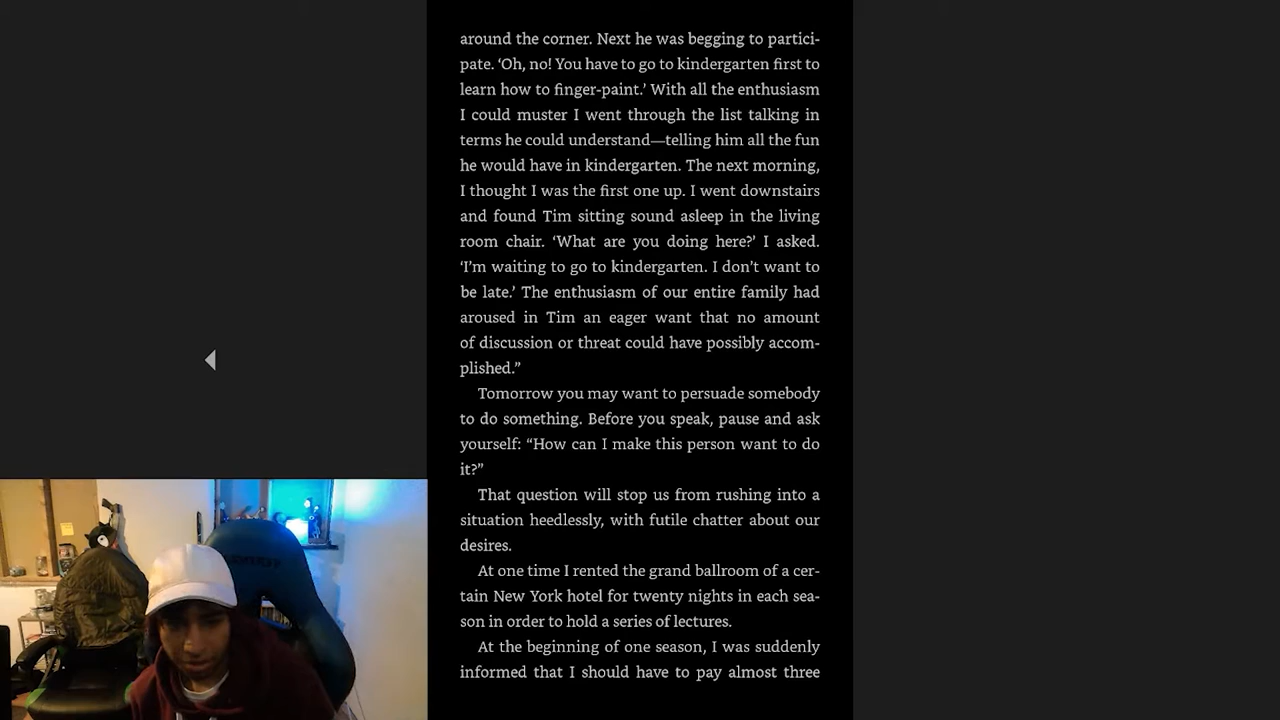 around the corner. Next he was begging to partici-
pate. ‘Oh, no! You have to go to kindergarten first to
learn how to finger-paint.’ With all the enthusiasm
I could muster I went through the list talking in
terms he could understand—telling him all the fun
he would have in kindergarten. The next morning,
I thought I was the first one up. I went downstairs
and found Tim sitting sound asleep in the living
room chair. ‘What are you doing here?’ I asked.
‘I’m waiting to go to kindergarten. I don’t want to
be late.’ The enthusiasm of our entire family had
aroused in Tim an eager want that no amount
of discussion or threat could have possibly accom-
plished.”
Tomorrow you may want to persuade somebody
to do something. Before you speak, pause and ask
yourself: “How can I make this person want to do
it?”
That question will stop us from rushing into a
situation heedlessly, with futile chatter about our
desires.
At one time I rented the grand ballroom of a cer-
tain New York hotel for twenty nights in each sea-
son in order to hold a series of lectures.
At the beginning of one season, I was suddenly
informed that I should have to pay almost three